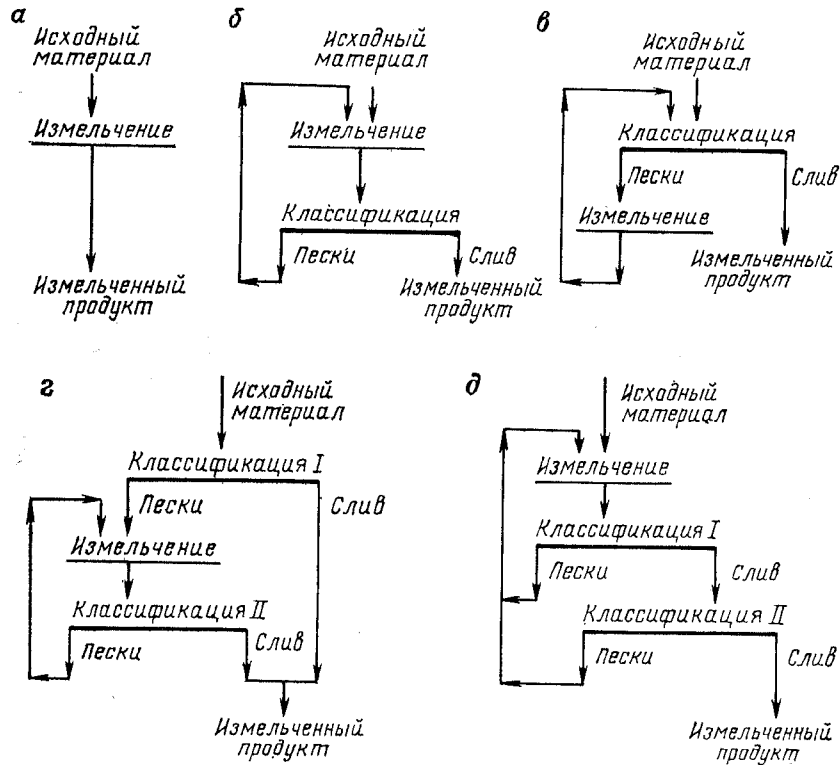 а
Исходный
материал
Измельчение
Измельченный
продукт
б
Исходный
материал
Измельчение
Классификация
Пески
Слив
Измельченный
продукт
в
Исходный
материал
Классификация
Пески
Слив
Измельчение
Измельченный
продукт
г
Исходный
материал
Классификация I
Пески
Слив
Измельчение
Классификация II
Пески
Слив
Измельченный
продукт
д
Исходный
материал
Измельчение
Классификация I
Пески
Слив
Классификация II
Пески
Слив
Измельченный
продукт